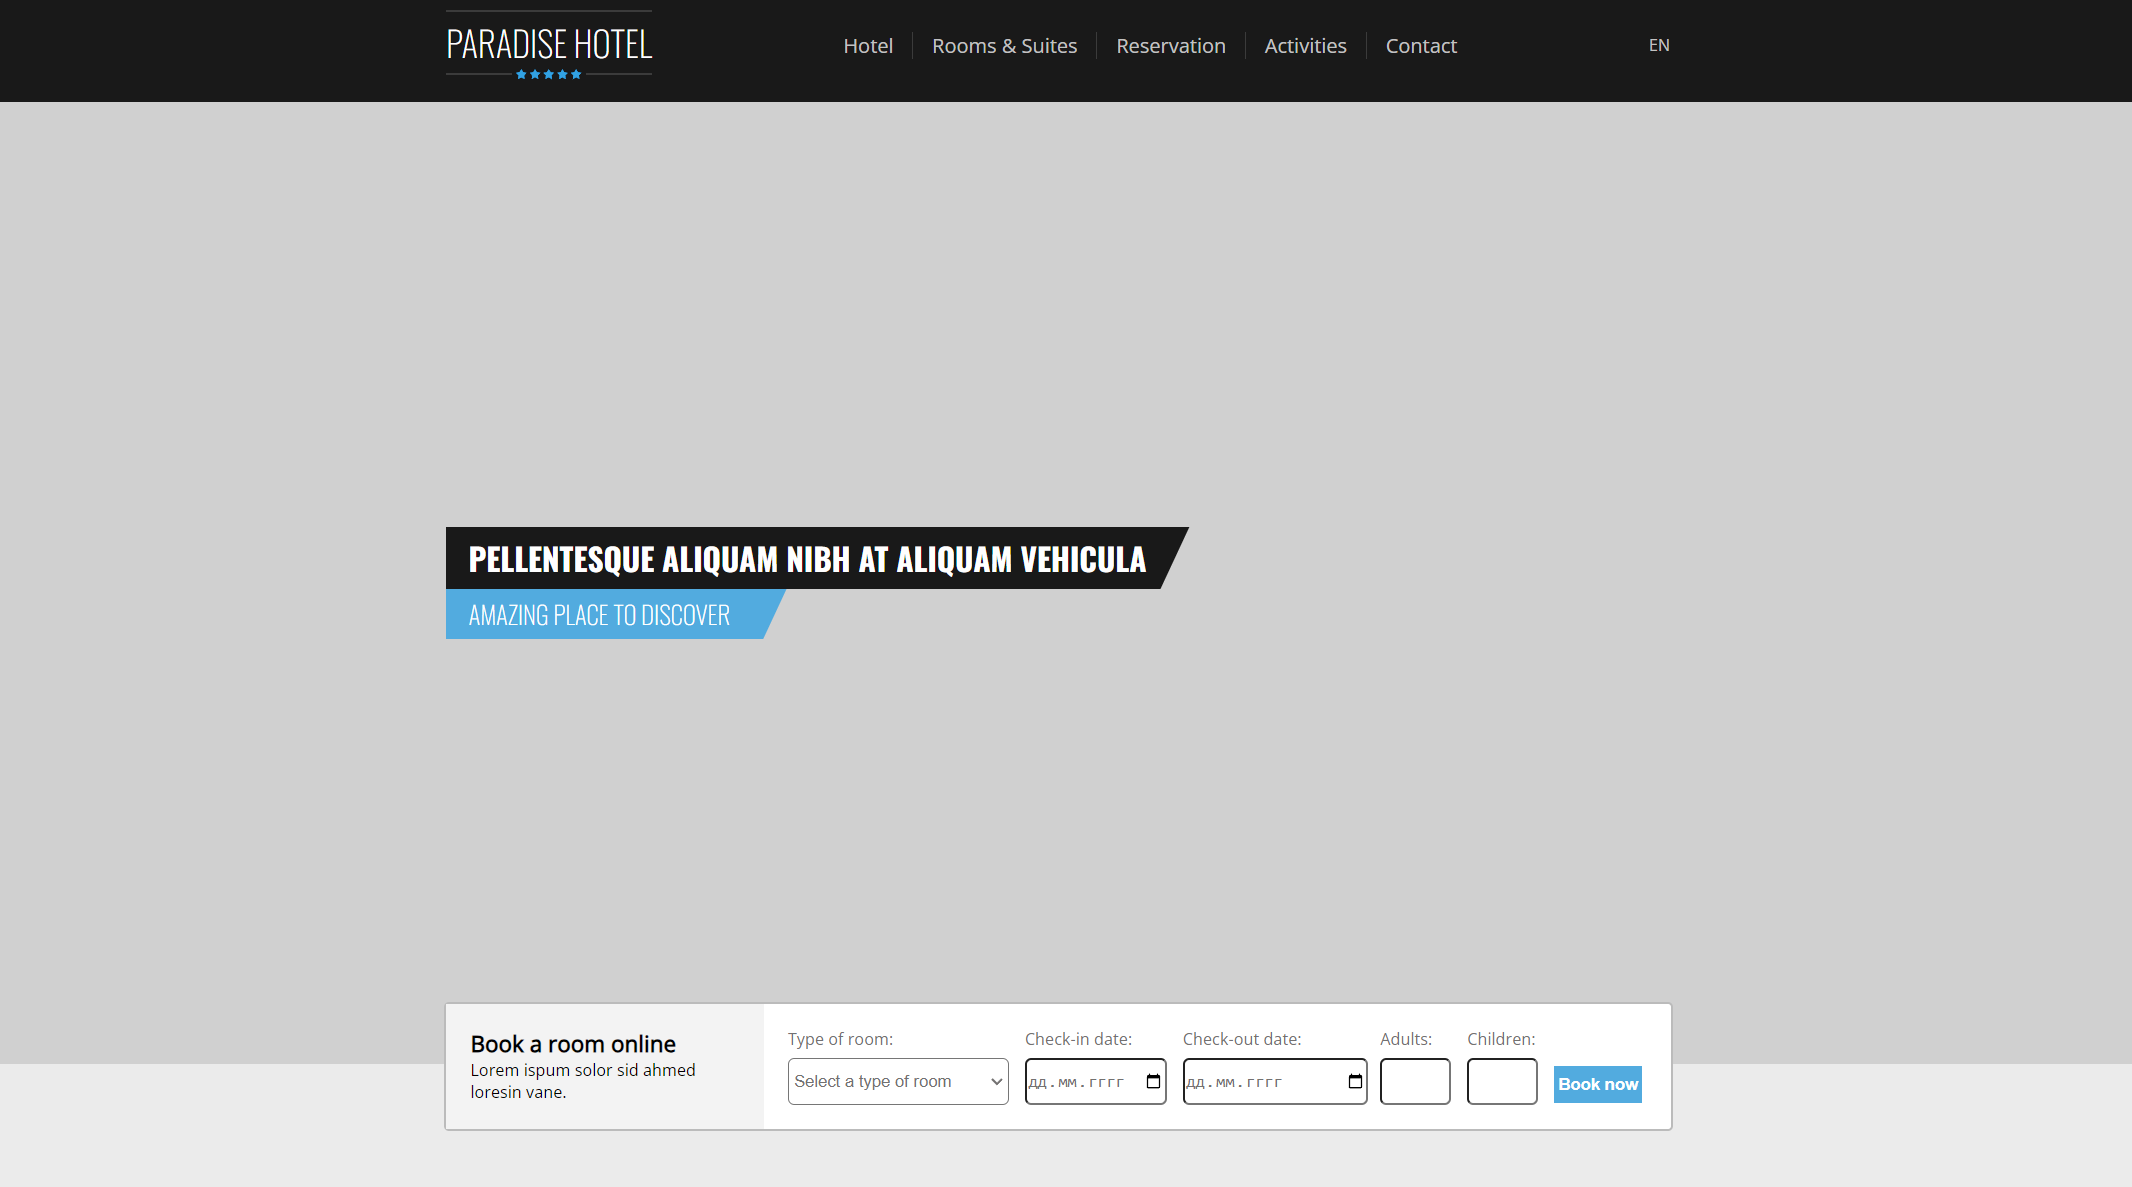 PARADISE HOTEL
Hotel
Rooms & Suites
Reservation
Activities
Contact
EN
PELLENTESQUE ALIQUAM NIBH AT ALIQUAM VEHICULA
AMAZING PLACE TO DISCOVER
Book a room online
Lorem ispum solor sid ahmed
loresin vane.
Type of room:
Select a type of room
Check-in date:
дд.мм.гггг
Check-out date:
дд.мм.гггг
Adults:
Children:
Book now